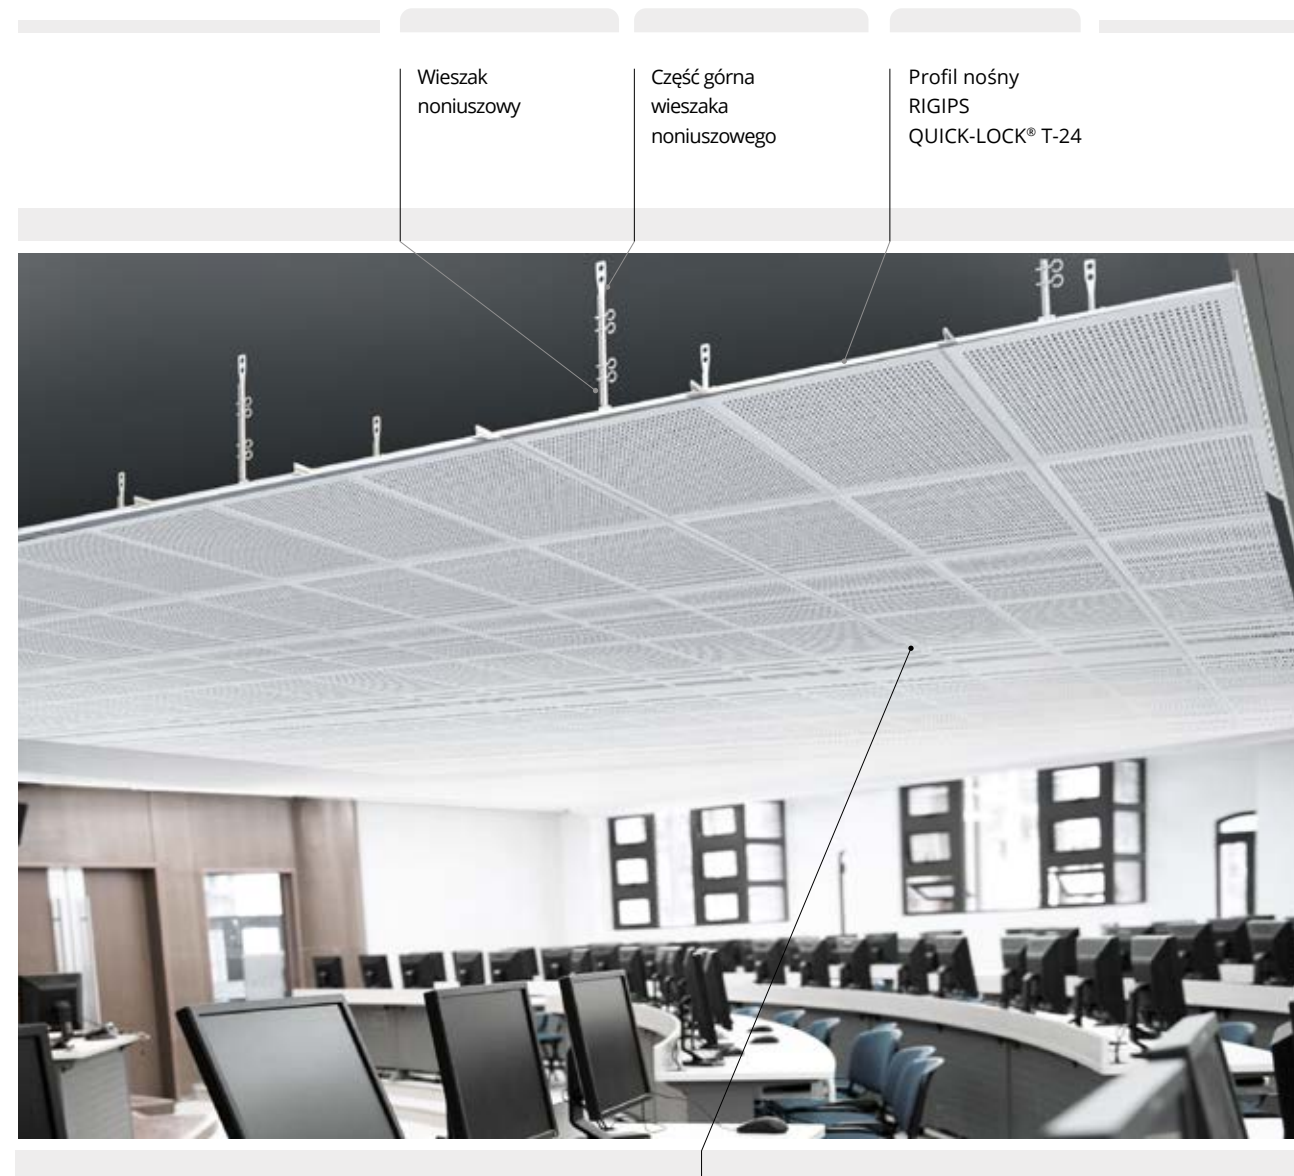 Wieszak
noniuszowy
Część górna
wieszaka
noniuszowego
Profil nośny
RIGIPS
QUICK-LOCK® T-24